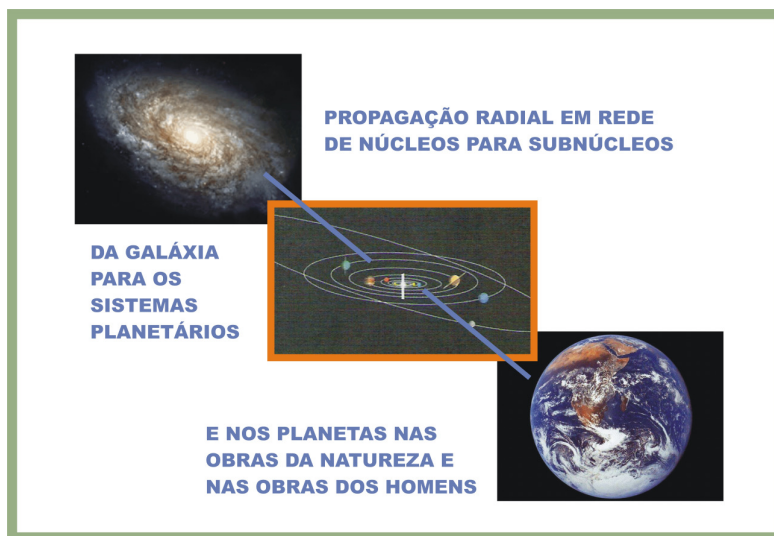 PROPAGAÇÃO RADIAL EM REDE
DE NÚCLEOS PARA SUBNÚCLEOS
DA GALÁXIA
PARA OS
SISTEMAS
PLANETÁRIOS
E NOS PLANETAS NAS
OBRAS DA NATUREZA E
NAS OBRAS DOS HOMENS